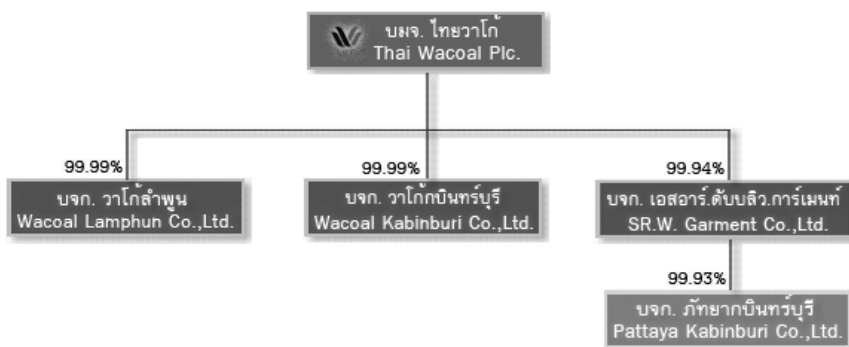 บมจ. ไทยวาโก้
Thai Wacoal Plc.
99.99%
99.99%
99.94%
บจก. วาโก้ลำพูน
Wacoal Lamphun Co.,Ltd.
บจก. วาโก้กบินทร์บุรี
Wacoal Kabinburi Co.,Ltd.
บจก. เอสอาร์.ดับบลิว.การ์เมนท์
SR.W. Garment Co.,Ltd.
99.93%
บจก. ภัทยากบินทร์บุรี
Pattaya Kabinburi Co.,Ltd.